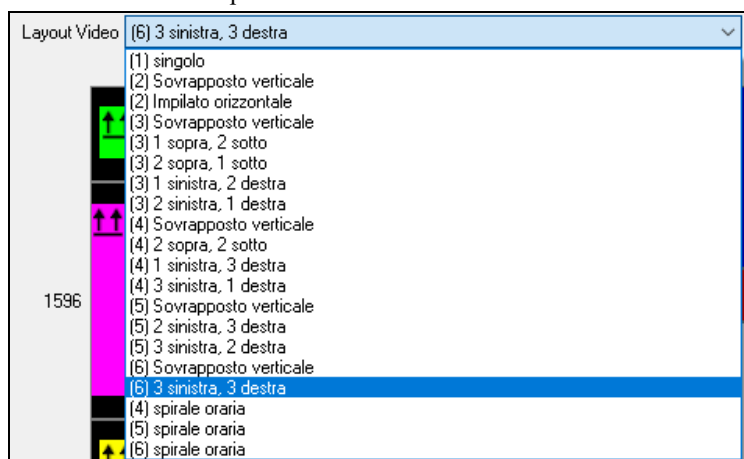 Layout Video (6) 3 sinistra, 3 destra
(1) singolo
(2) Sovrapposto verticale
(2) Impilato orizzontale
(3) Sovrapposto verticale
(3) 1 sopra, 2 sotto
(3) 2 sopra, 1 sotto
(3) 1 sinistra, 2 destra
(3) 2 sinistra, 1 destra
(4) Sovrapposto verticale
(4) 2 sopra, 2 sotto
(4) 1 sinistra, 3 destra
(4) 3 sinistra, 1 destra
1596
(5) Sovrapposto verticale
(5) 2 sinistra, 3 destra
(5) 3 sinistra, 2 destra
(6) Sovrapposto verticale
(6) 3 sinistra, 3 destra
(4) spirale oraria
(5) spirale oraria
(6) spirale oraria